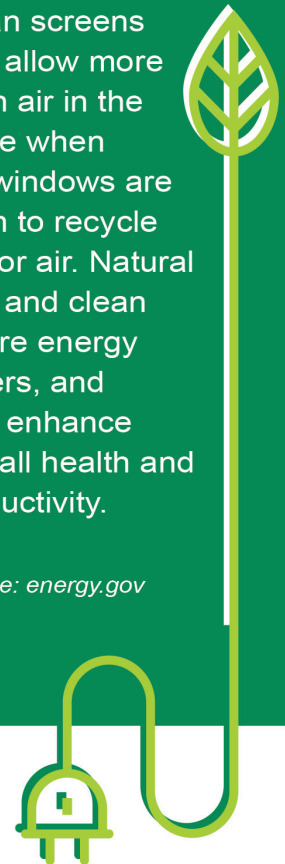 an screens
allow more
h air in the
e when
windows are
n to recycle
or air. Natural
and clean
re energy
ers, and
enhance
all health and
uctivity.
e: energy.gov